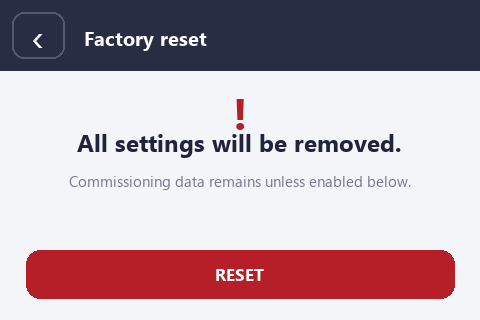 ‹ Factory reset
!
All settings will be removed.
Commissioning data remains unless enabled below.
RESET